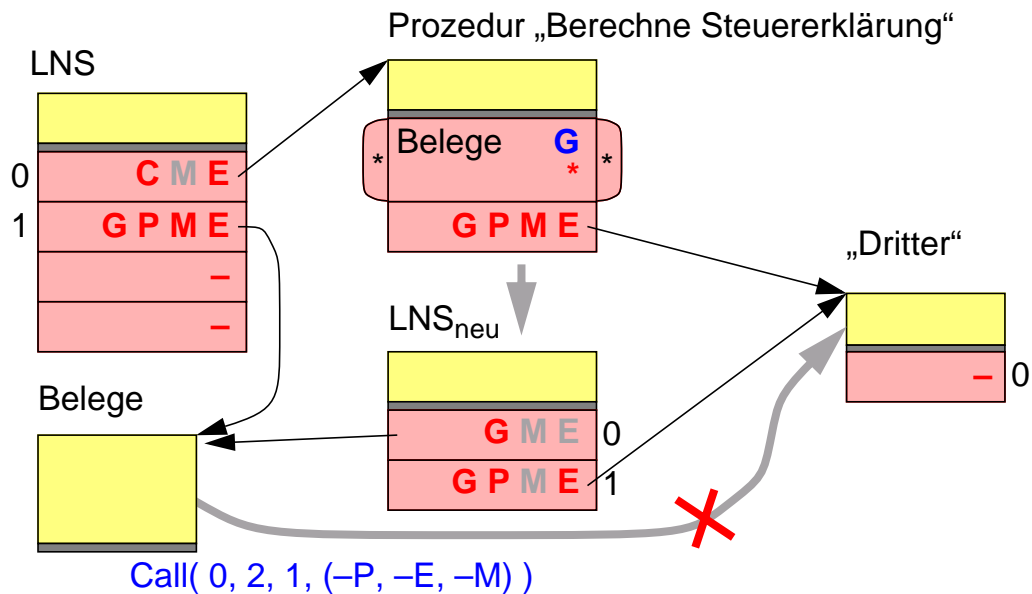 Prozedur „Berechne Steuererklärung“
LNS
Belege G
* * *
0 C M E
1 G P M E
G P M E
–
–
„Dritter“
LNSneu
– 0
Belege
G M E 0
G P M E 1
Call( 0, 2, 1, (–P, –E, –M) )